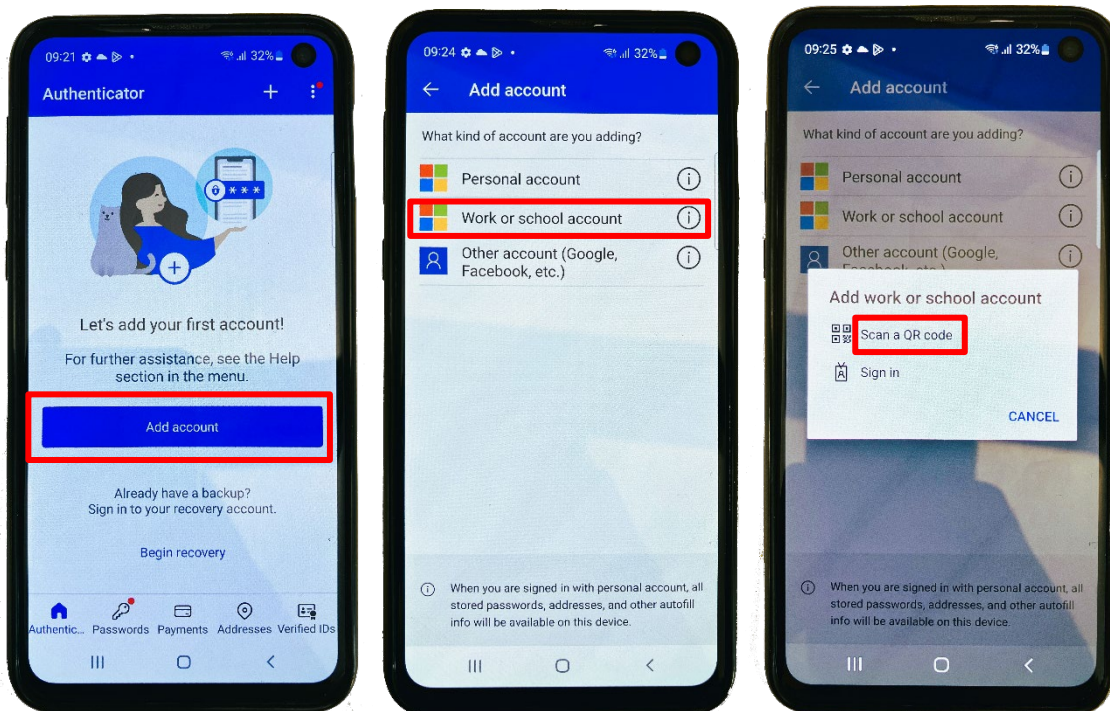 09:21
32%
Authenticator
Let's add your first account!
For further assistance, see the Help
section in the menu.
Add account
Already have a backup?
Sign in to your recovery account.
Begin recovery
Authentic... Passwords Payments Addresses Verified IDs
09:24
32%
Add account
What kind of account are you adding?
Personal account
Work or school account
Other account (Google,
Facebook, etc.)
When you are signed in with personal account, all
stored passwords, addresses, and other autofill
info will be available on this device.
09:25
32%
Add account
What kind of account are you adding?
Personal account
Work or school account
Other account (Google,
Facebook, etc.)
Add work or school account
Scan a QR code
Sign in
CANCEL
When you are signed in with personal account, all
stored passwords, addresses, and other autofill
info will be available on this device.